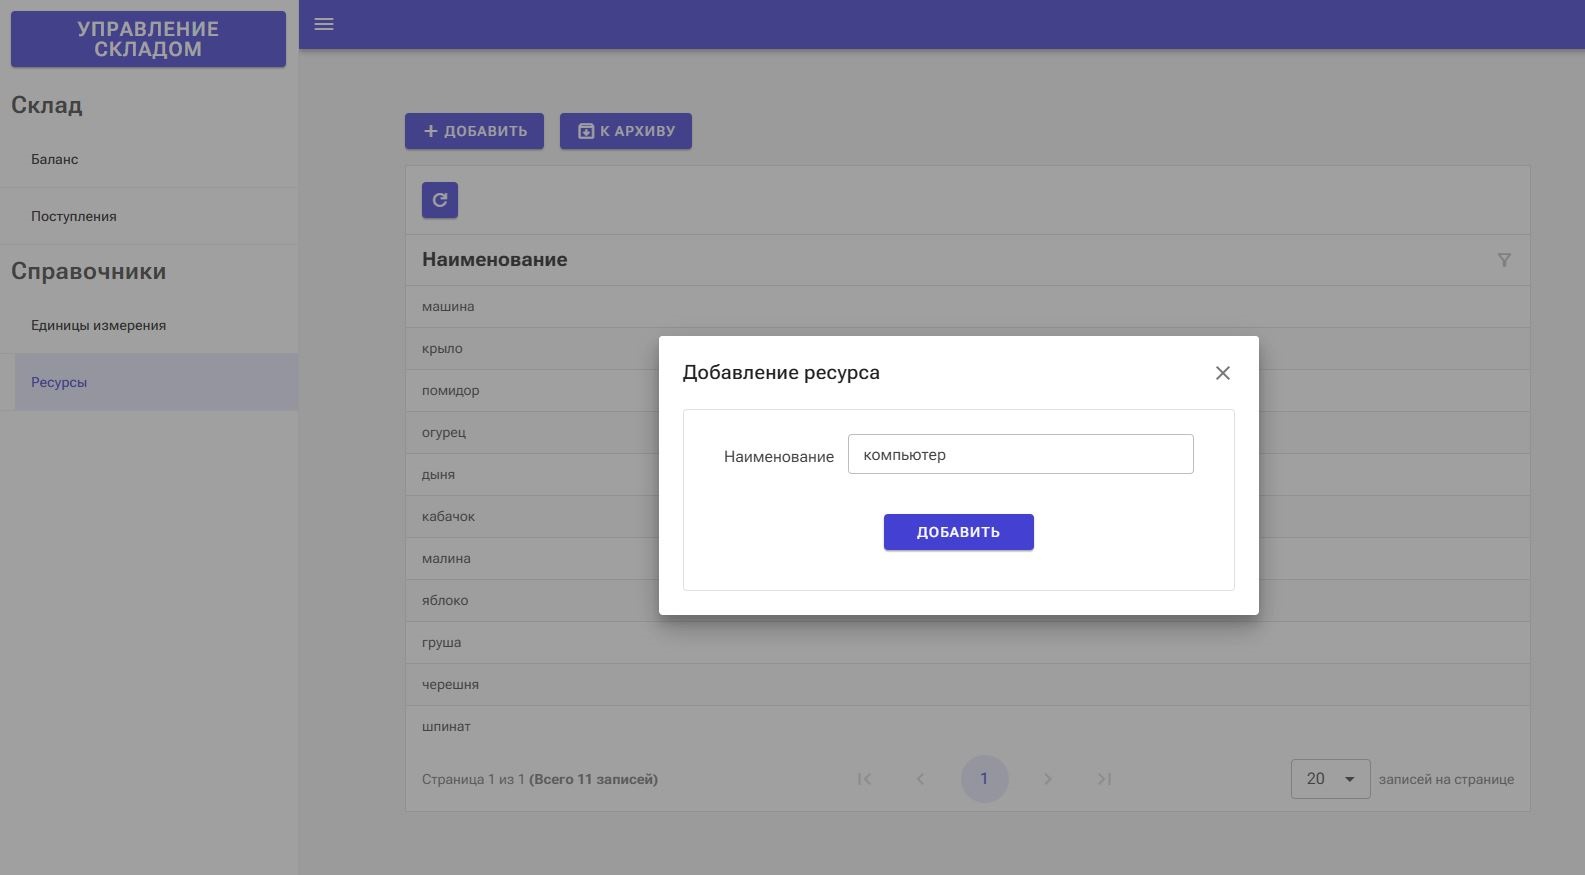 УПРАВЛЕНИЕ
СКЛАДОМ
Склад
Баланс
Поступления
Справочники
Единицы измерения
Ресурсы
ДОБАВИТЬ
К АРХИВУ
Наименование
машина
крыло
помидор
огурец
дыня
кабачок
малина
яблоко
груша
черешня
шпинат
Страница 1 из 1 (Всего 11 записей)
1
20
записей на странице
Добавление ресурса
Наименование
компьютер
ДОБАВИТЬ